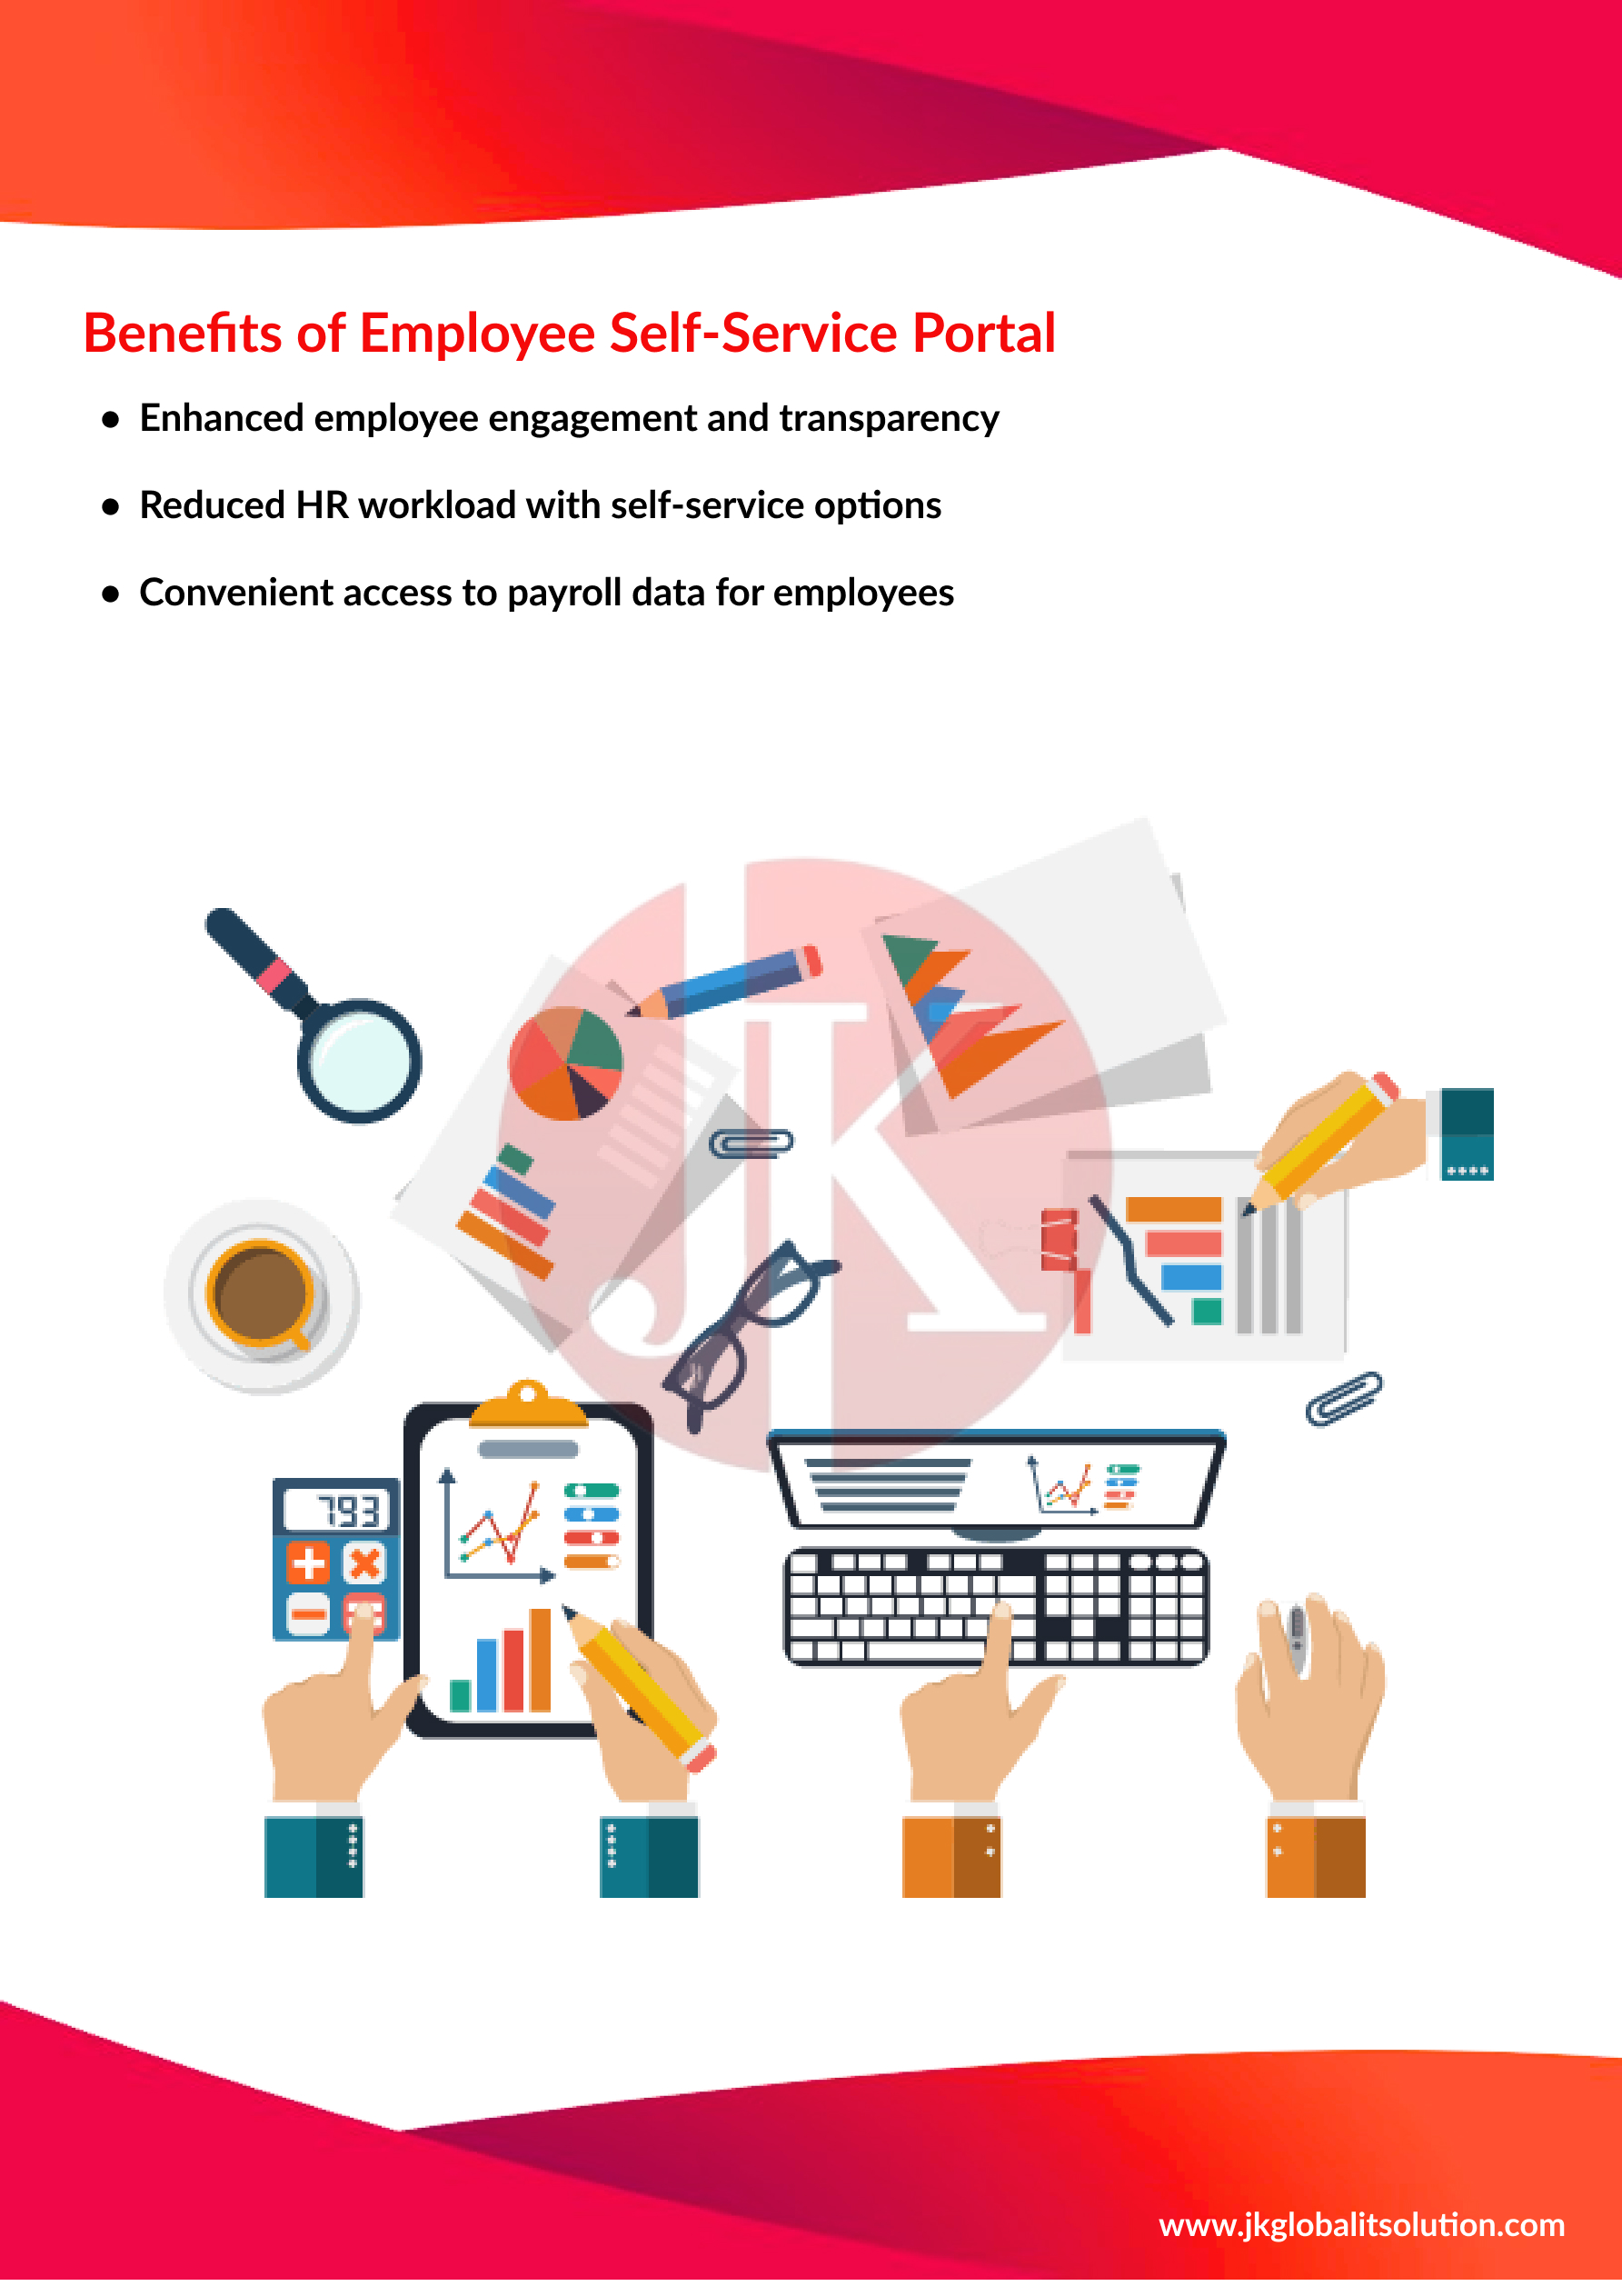 Benefits of Employee Self-Service Portal
● Enhanced employee engagement and transparency
● Reduced HR workload with self-service options
● Convenient access to payroll data for employees
JK
793
www.jkglobalitsolution.com